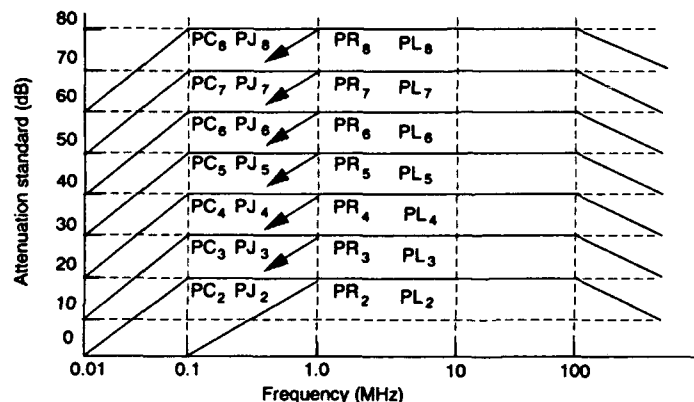 Attenuation standard (dB)
80
70
60
50
40
30
20
10
0
PC₈ PJ₈ PR₈ PL₈
PC₇ PJ₇ PR₇ PL₇
PC₆ PJ₆ PR₆ PL₆
PC₅ PJ₅ PR₅ PL₅
PC₄ PJ₄ PR₄ PL₄
PC₃ PJ₃ PR₃ PL₃
PC₂ PJ₂ PR₂ PL₂
0.01 0.1 1.0 10 100
Frequency (MHz)